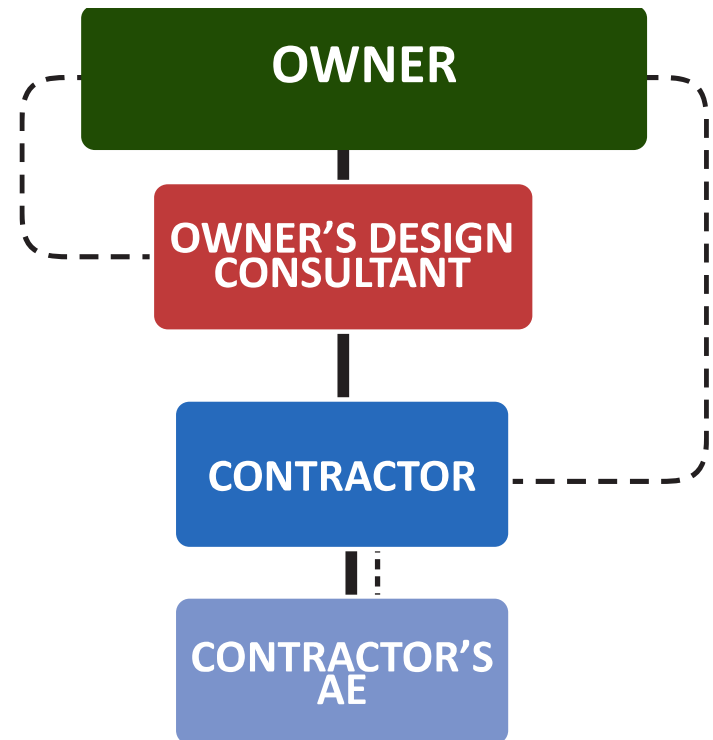 OWNER
OWNER’S DESIGN
CONSULTANT
CONTRACTOR
CONTRACTOR’S
AE